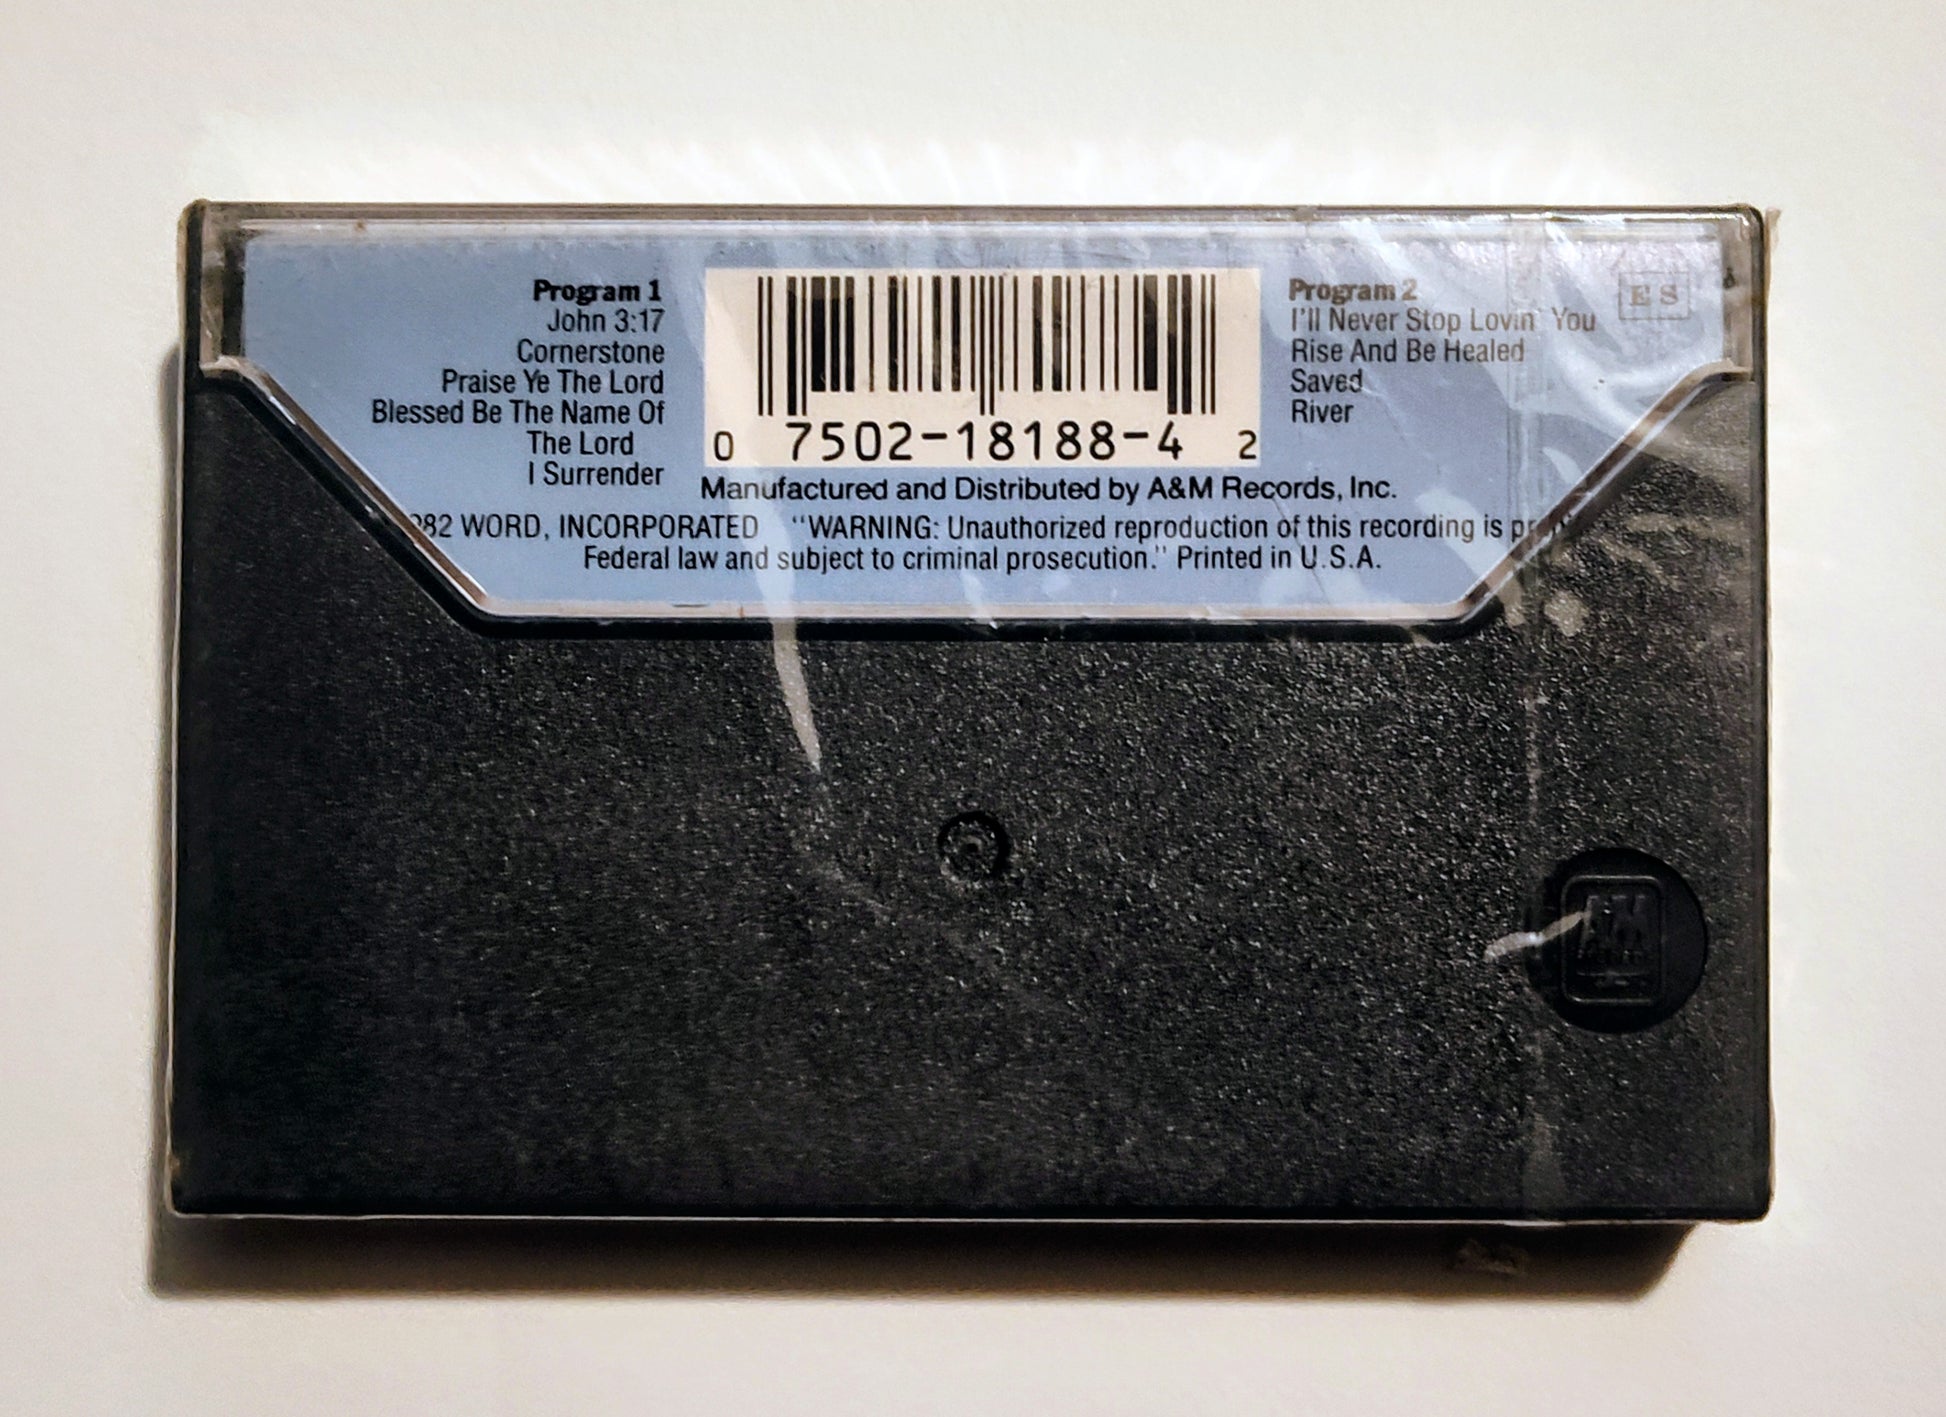 Program 1
John 3:17
Cornerstone
Praise Ye The Lord
Blessed Be The Name Of
The Lord
I Surrender
0 7502-18188-4 2
Program 2
I'll Never Stop Lovin' You
Rise And Be Healed
Saved
River
ES
Manufactured and Distributed by A&M Records, Inc.
82 WORD, INCORPORATED "WARNING: Unauthorized reproduction of this recording is
Federal law and subject to criminal prosecution." Printed in U.S.A.
A&M